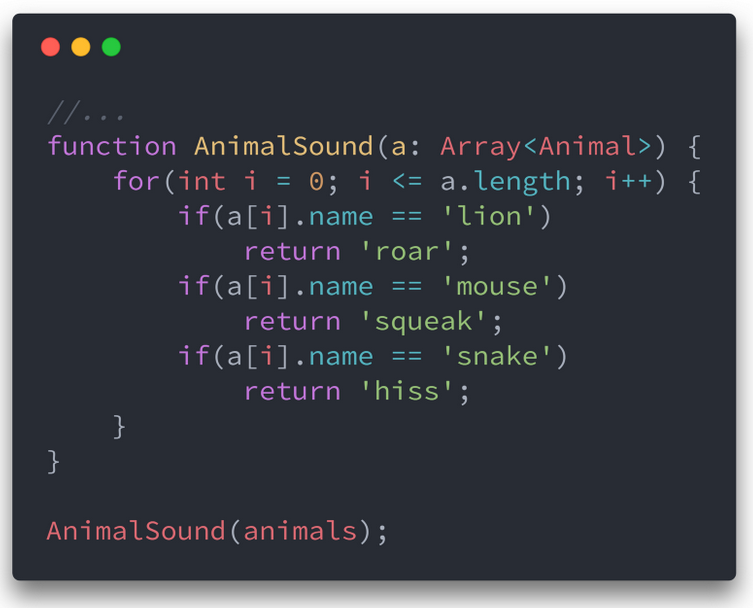 //...
function AnimalSound(a: Array<Animal>) {
    for(int i = 0; i <= a.length; i++) {
        if(a[i].name == 'lion')
            return 'roar';
        if(a[i].name == 'mouse')
            return 'squeak';
        if(a[i].name == 'snake')
            return 'hiss';
    }
}
AnimalSound(animals);